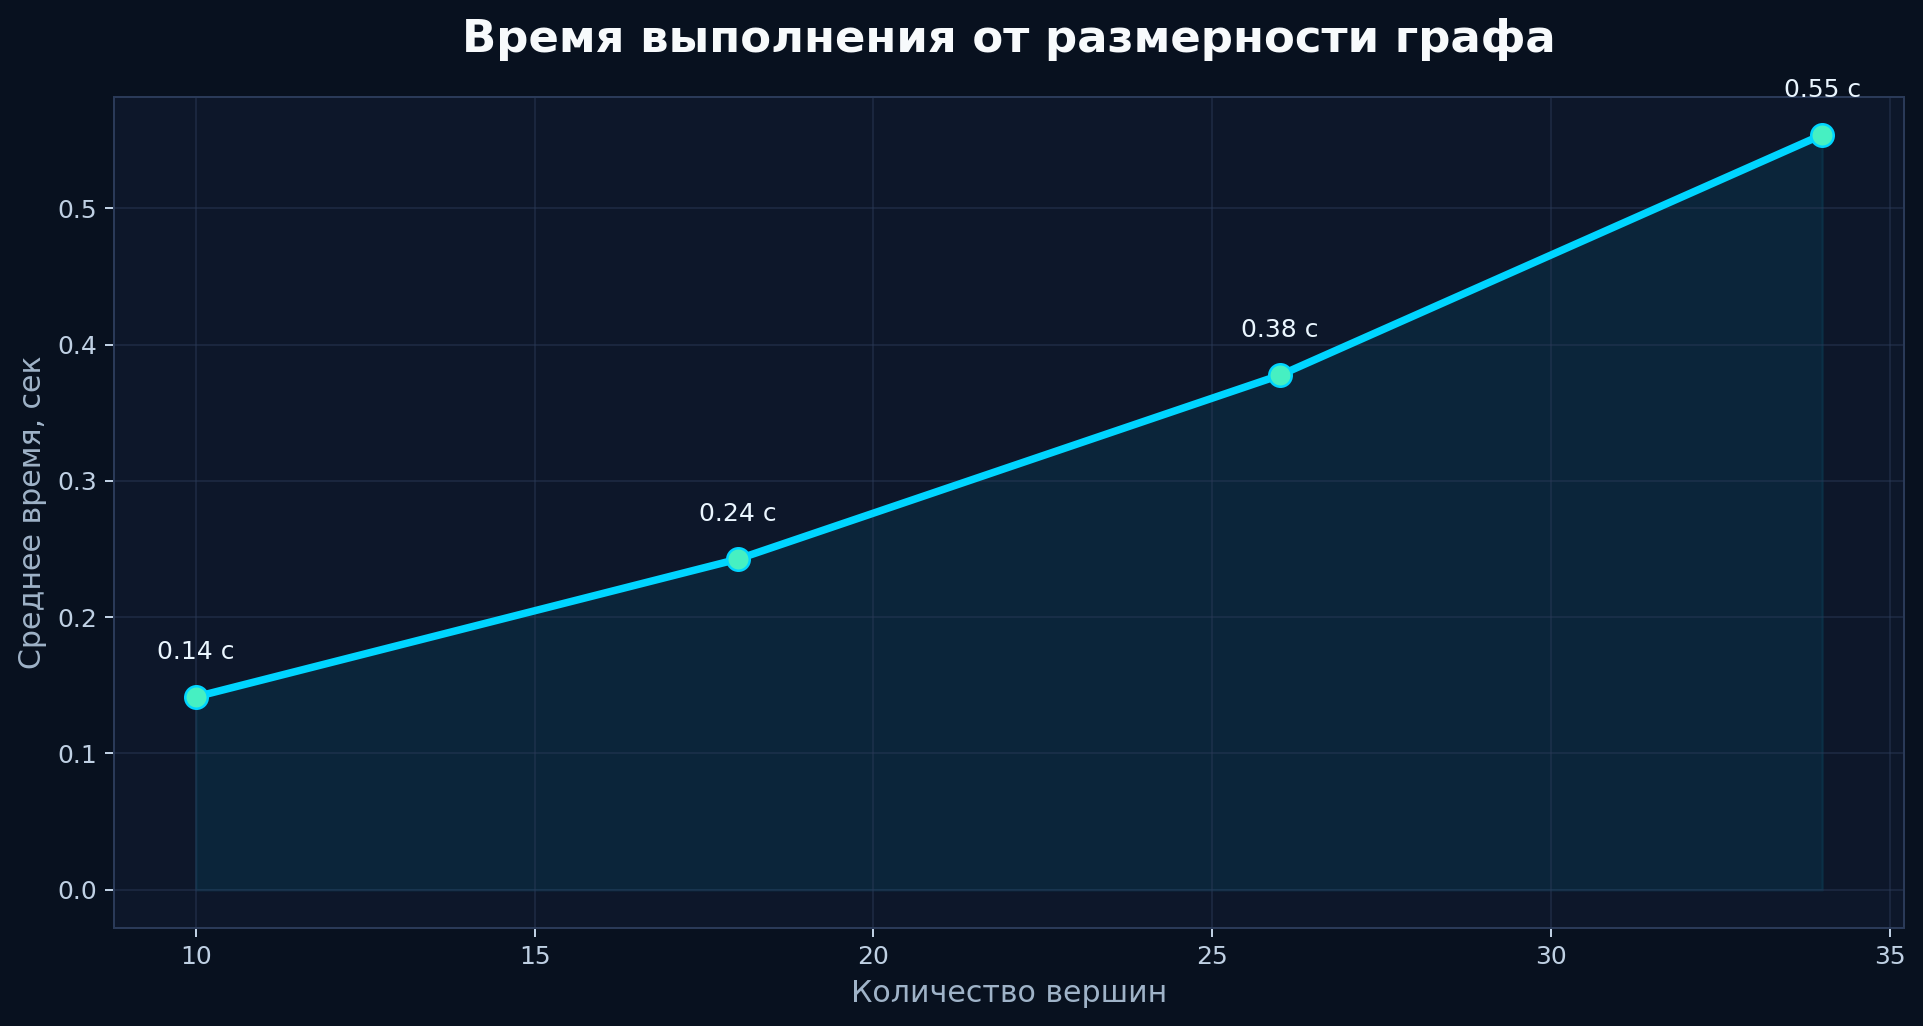 Время выполнения от размерности графа
0.55 с
0.5
0.4
0.38 с
Среднее время, сек
0.3
0.24 с
0.2
0.14 с
0.1
0.0
10 15 20 25 30 35
Количество вершин